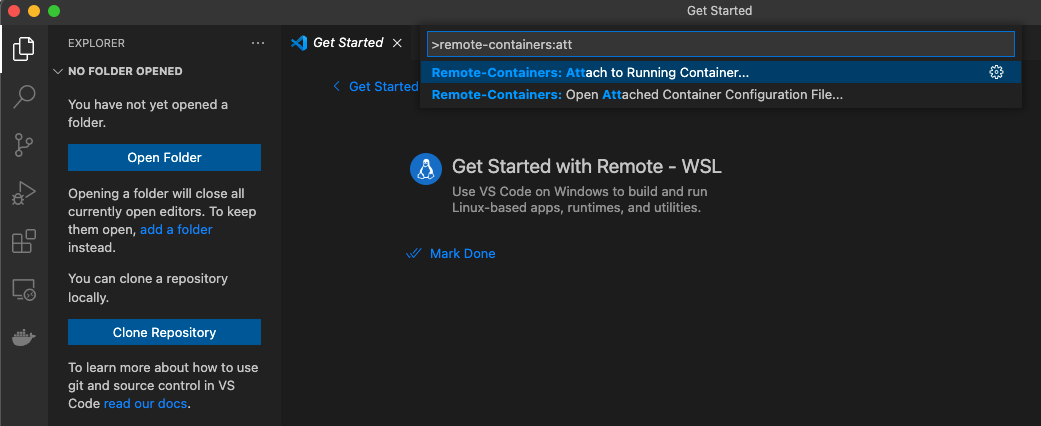 Get Started
EXPLORER
···
Get Started
>remote-containers:att
NO FOLDER OPENED
Remote-Containers: Attach to Running Container...
Get Started
Remote-Containers: Open Attached Container Configuration File...
You have not yet opened a
folder.
Open Folder
Opening a folder will close all
currently open editors. To keep
them open, add a folder
instead.
You can clone a repository
locally.
Clone Repository
To learn more about how to use
git and source control in VS
Code read our docs.
Get Started with Remote - WSL
Use VS Code on Windows to build and run
Linux-based apps, runtimes, and utilities.
Mark Done